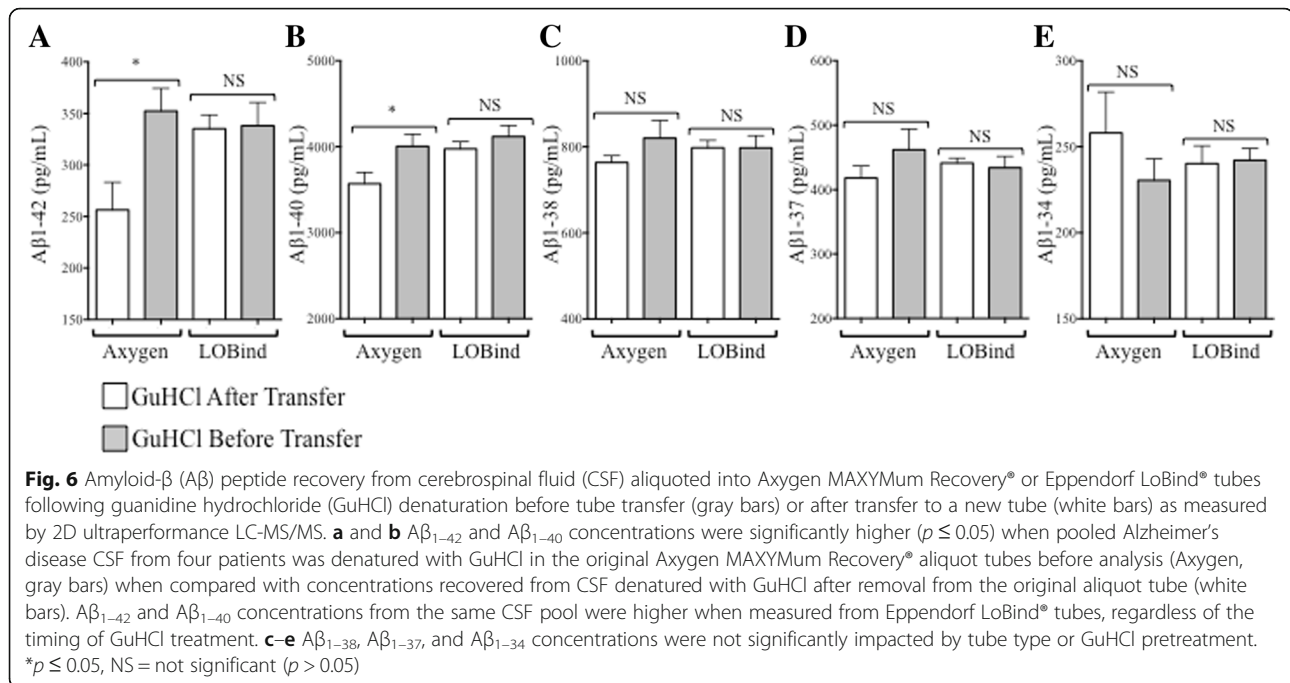 A
B
C
D
E
Aβ1-42 (pg/mL)
400
350
300
250
200
150
*
NS
Axygen
LOBind
Aβ1-40 (pg/mL)
5000
4000
3000
2000
*
NS
Axygen
LOBind
Aβ1-38 (pg/mL)
1000
800
600
400
NS
NS
Axygen
LOBind
Aβ1-37 (pg/mL)
600
500
400
300
200
NS
NS
Axygen
LOBind
Aβ1-34 (pg/mL)
300
250
200
150
NS
NS
Axygen
LOBind
GuHCl After Transfer
GuHCl Before Transfer
Fig. 6 Amyloid-β (Aβ) peptide recovery from cerebrospinal fluid (CSF) aliquoted into Axygen MAXYMum Recovery® or Eppendorf LoBind® tubes
following guanidine hydrochloride (GuHCl) denaturation before tube transfer (gray bars) or after transfer to a new tube (white bars) as measured
by 2D ultraperformance LC-MS/MS. a and b Aβ1–42 and Aβ1–40 concentrations were significantly higher (p ≤ 0.05) when pooled Alzheimer's
disease CSF from four patients was denatured with GuHCl in the original Axygen MAXYMum Recovery® aliquot tubes before analysis (Axygen,
gray bars) when compared with concentrations recovered from CSF denatured with GuHCl after removal from the original aliquot tube (white
bars). Aβ1–42 and Aβ1–40 concentrations from the same CSF pool were higher when measured from Eppendorf LoBind® tubes, regardless of the
timing of GuHCl treatment. c–e Aβ1–38, Aβ1–37, and Aβ1–34 concentrations were not significantly impacted by tube type or GuHCl pretreatment.
*p ≤ 0.05, NS = not significant (p > 0.05)